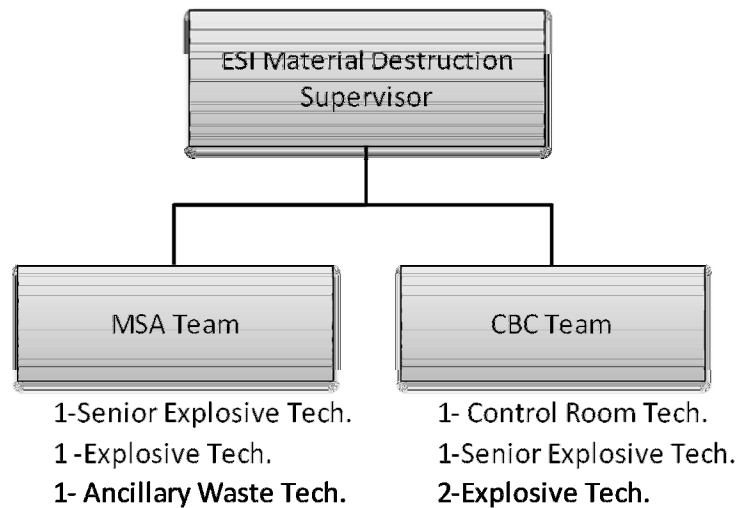 ESI Material Destruction
Supervisor
MSA Team
CBC Team
1-Senior Explosive Tech.
1 -Explosive Tech.
1- Ancillary Waste Tech.
1- Control Room Tech.
1-Senior Explosive Tech.
2-Explosive Tech.